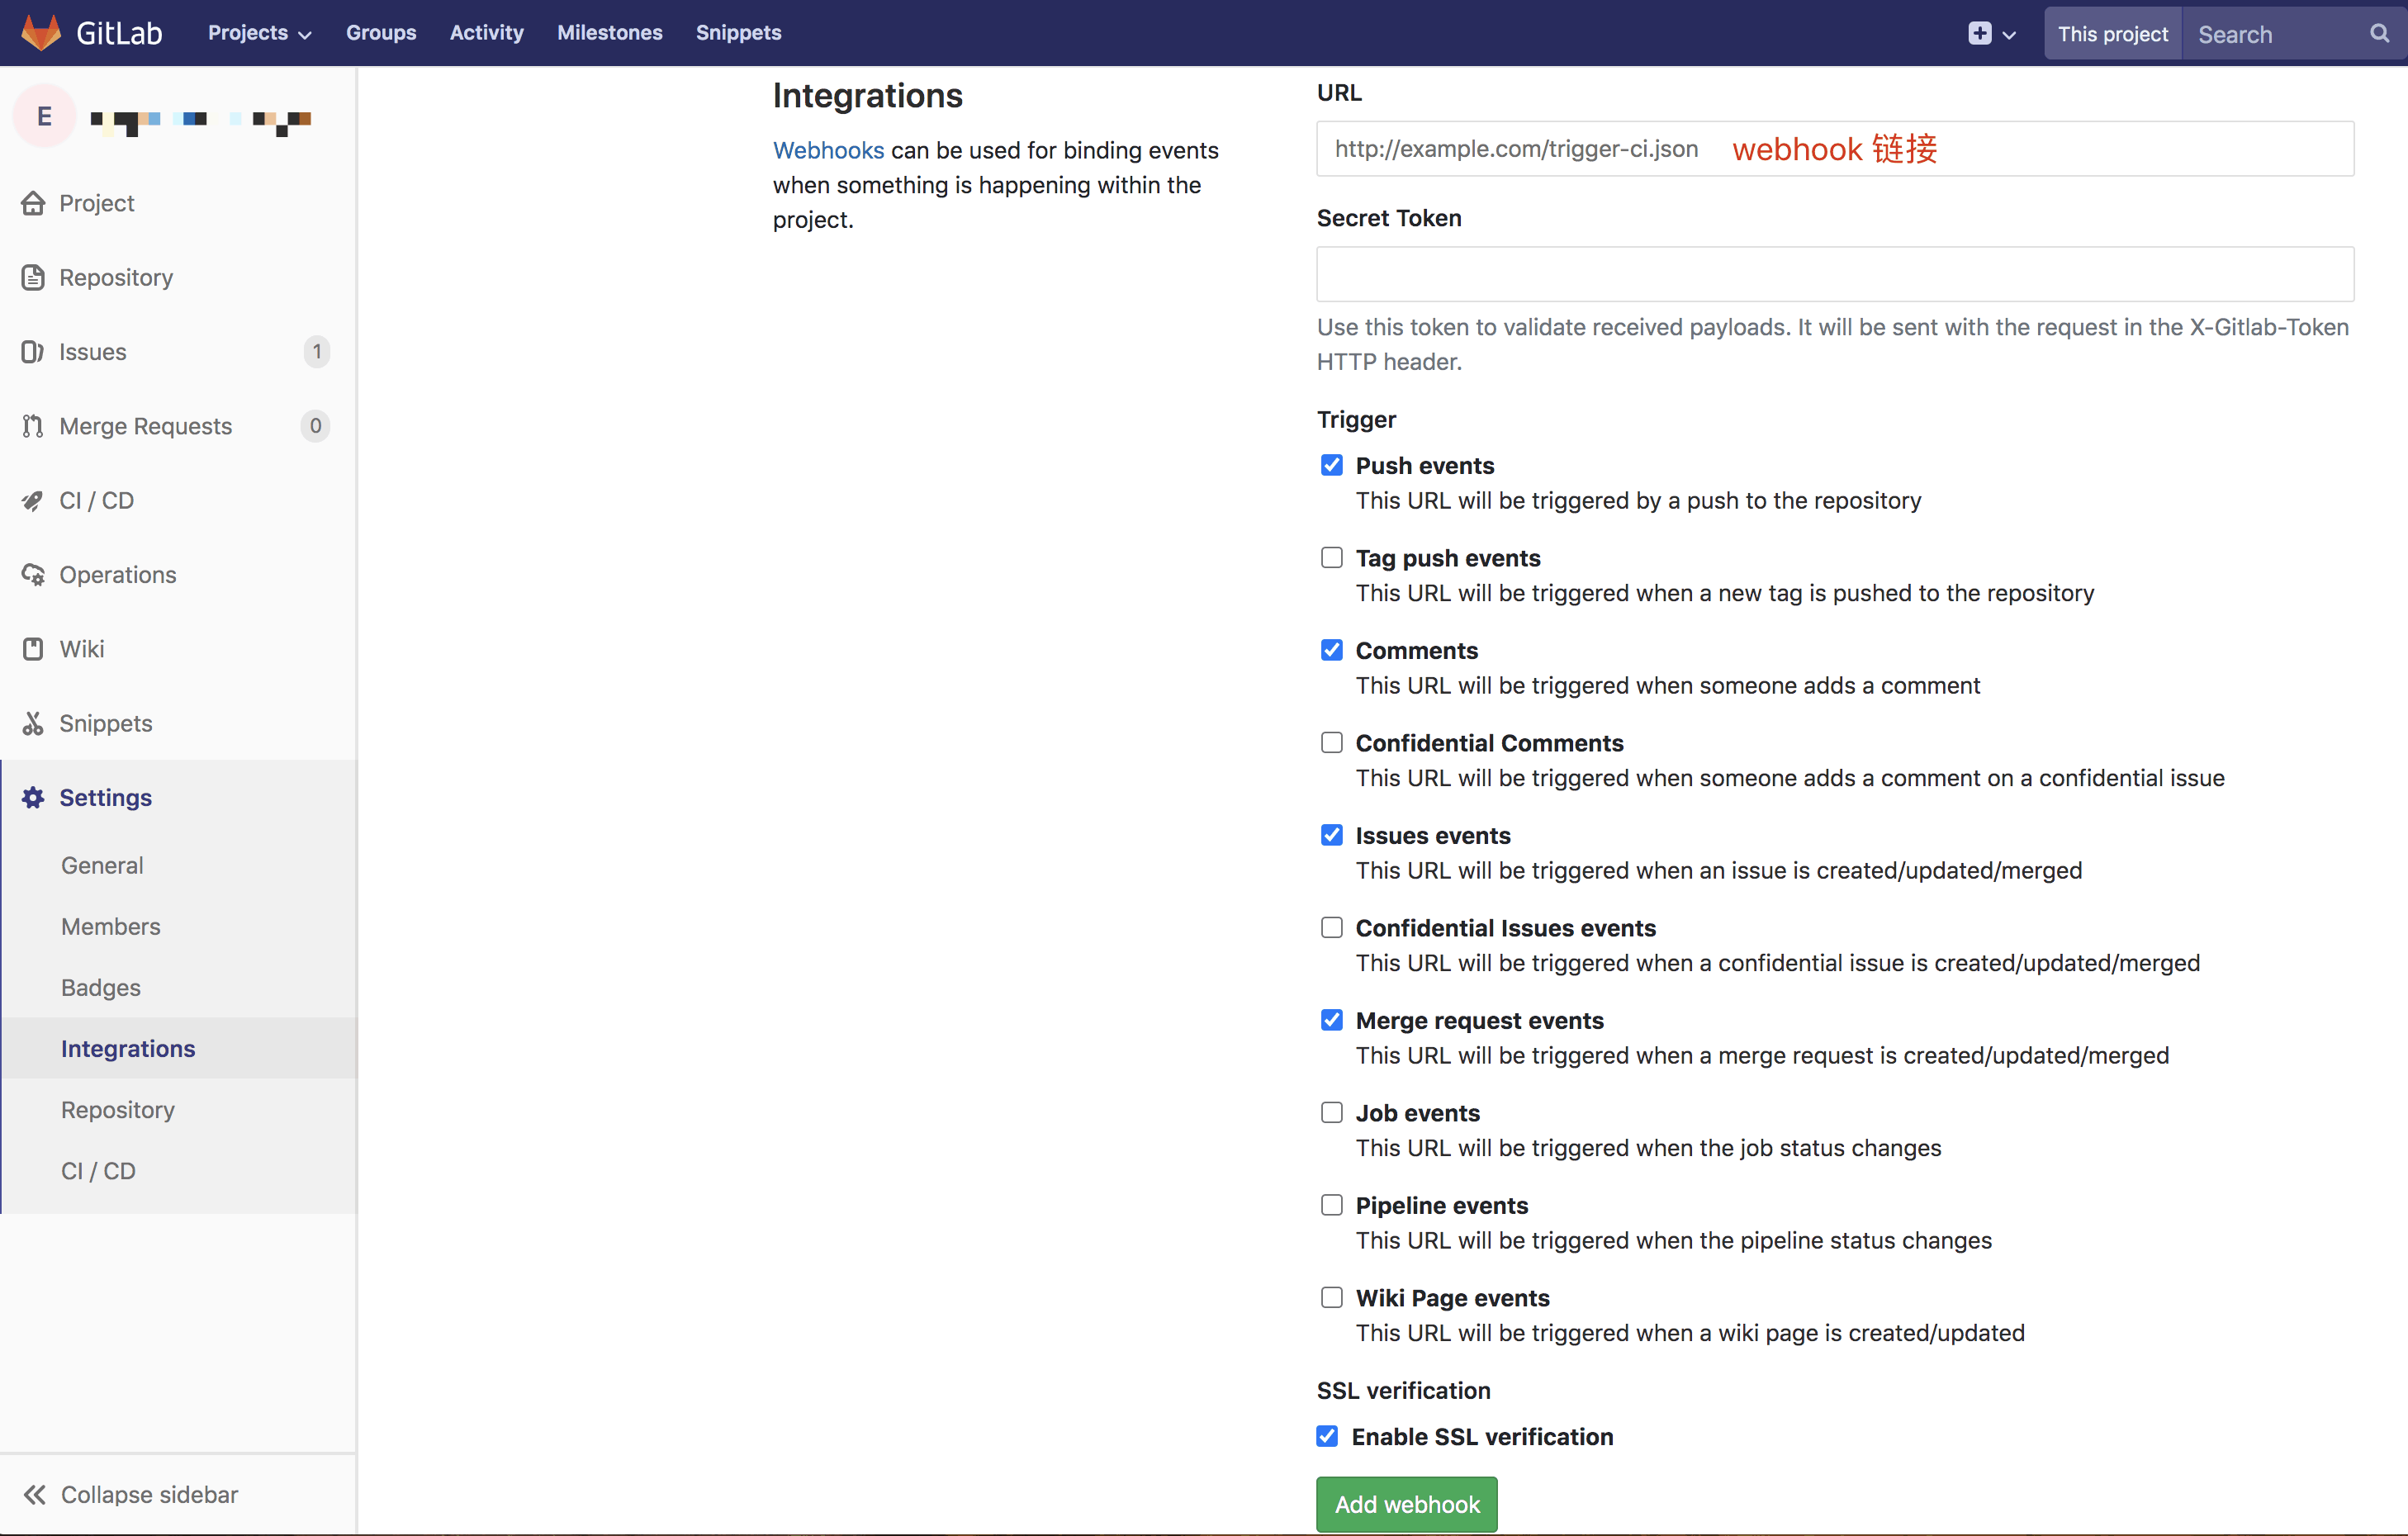 GitLab Projects Groups Activity Milestones Snippets This project Search
E
Project
Repository
Issues 1
Merge Requests 0
CI / CD
Operations
Wiki
Snippets
Settings
General
Members
Badges
Integrations
Repository
CI / CD
Collapse sidebar
Integrations
Webhooks can be used for binding events
when something is happening within the
project.
URL
http://example.com/trigger-ci.json webhook 链接
Secret Token
Use this token to validate received payloads. It will be sent with the request in the X-Gitlab-Token
HTTP header.
Trigger
Push events
This URL will be triggered by a push to the repository
Tag push events
This URL will be triggered when a new tag is pushed to the repository
Comments
This URL will be triggered when someone adds a comment
Confidential Comments
This URL will be triggered when someone adds a comment on a confidential issue
Issues events
This URL will be triggered when an issue is created/updated/merged
Confidential Issues events
This URL will be triggered when a confidential issue is created/updated/merged
Merge request events
This URL will be triggered when a merge request is created/updated/merged
Job events
This URL will be triggered when the job status changes
Pipeline events
This URL will be triggered when the pipeline status changes
Wiki Page events
This URL will be triggered when a wiki page is created/updated
SSL verification
Enable SSL verification
Add webhook